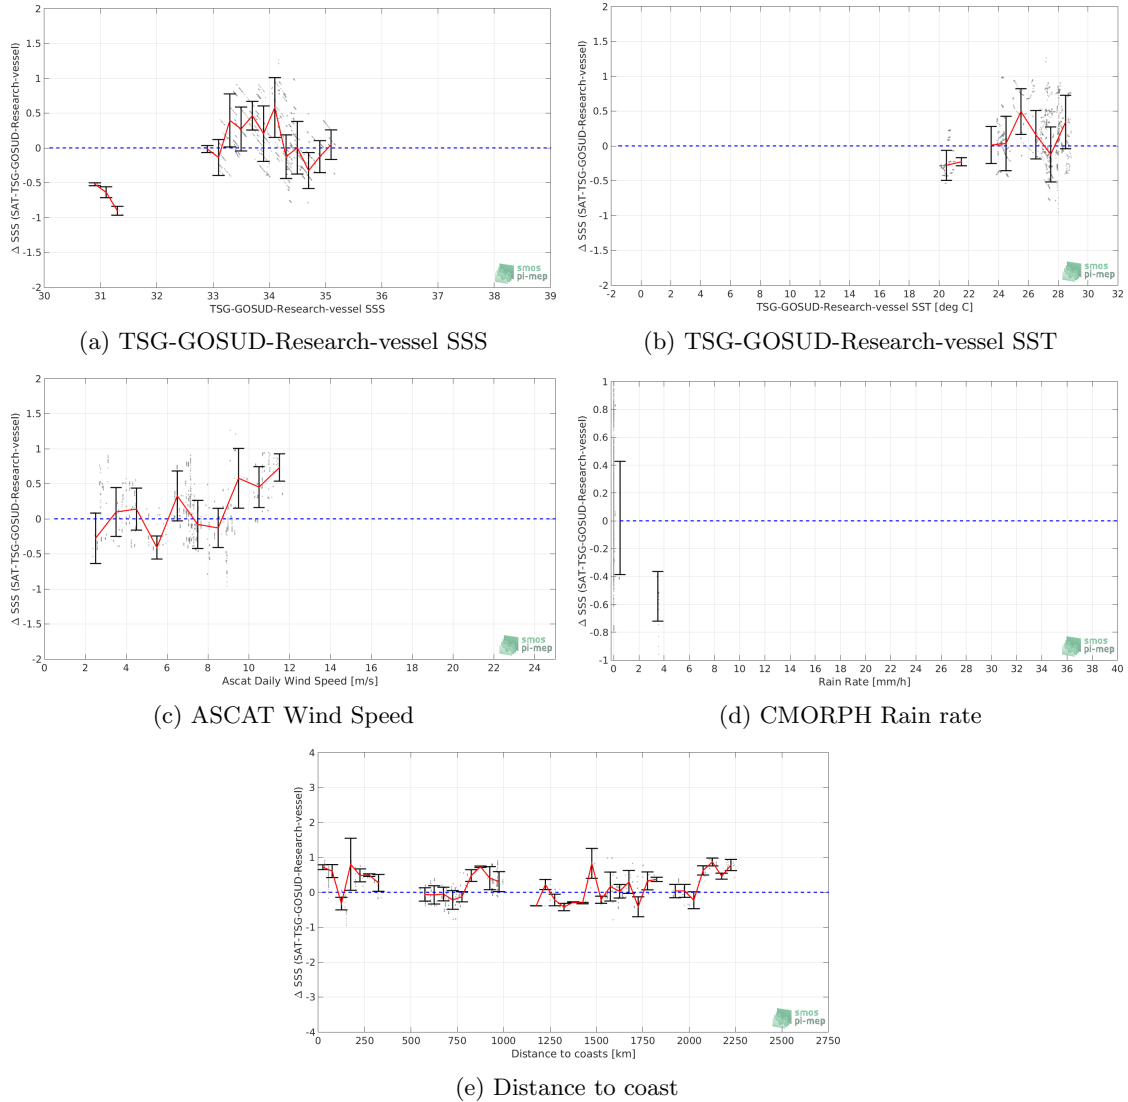 2
1.5
1
0.5
0
-0.5
-1
-1.5
-2
Δ SSS (SAT-TSG-GOSUD-Research-vessel)
30 31 32 33 34 35 36 37 38 39
TSG-GOSUD-Research-vessel SSS
smos
pi-mep
(a) TSG-GOSUD-Research-vessel SSS
2
1.5
1
0.5
0
-0.5
-1
-1.5
-2
Δ SSS (SAT-TSG-GOSUD-Research-vessel)
-2 0 2 4 6 8 10 12 14 16 18 20 22 24 26 28 30 32
TSG-GOSUD-Research-vessel SST [deg C]
smos
pi-mep
(b) TSG-GOSUD-Research-vessel SST
2
1.5
1
0.5
0
-0.5
-1
-1.5
-2
Δ SSS (SAT-TSG-GOSUD-Research-vessel)
0 2 4 6 8 10 12 14 16 18 20 22 24
Ascat Daily Wind Speed [m/s]
smos
pi-mep
(c) ASCAT Wind Speed
1
0.8
0.6
0.4
0.2
0
-0.2
-0.4
-0.6
-0.8
-1
Δ SSS (SAT-TSG-GOSUD-Research-vessel)
0 2 4 6 8 10 12 14 16 18 20 22 24 26 28 30 32 34 36 38 40
Rain Rate [mm/h]
smos
pi-mep
(d) CMORPH Rain rate
4
3
2
1
0
-1
-2
-3
-4
Δ SSS (SAT-TSG-GOSUD-Research-vessel)
0 250 500 750 1000 1250 1500 1750 2000 2250 2500 2750
Distance to coasts [km]
smos
pi-mep
(e) Distance to coast